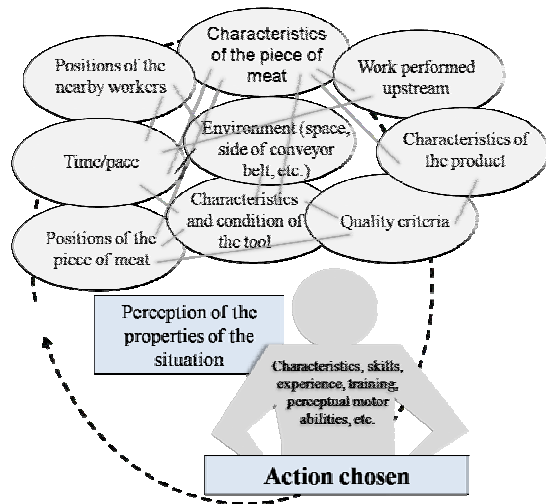 Characteristics
of the piece of
meat
Positions of the
nearby workers
Work performed
upstream
Environment (space,
side of conveyor
belt, etc.)
Characteristics of
the product
Time/pace
Characteristics
and condition of
the tool
Quality criteria
Positions of the
piece of meat
Perception of the
properties of the
situation
Characteristics, skills,
experience, training,
perceptual motor
abilities, etc.
Action chosen